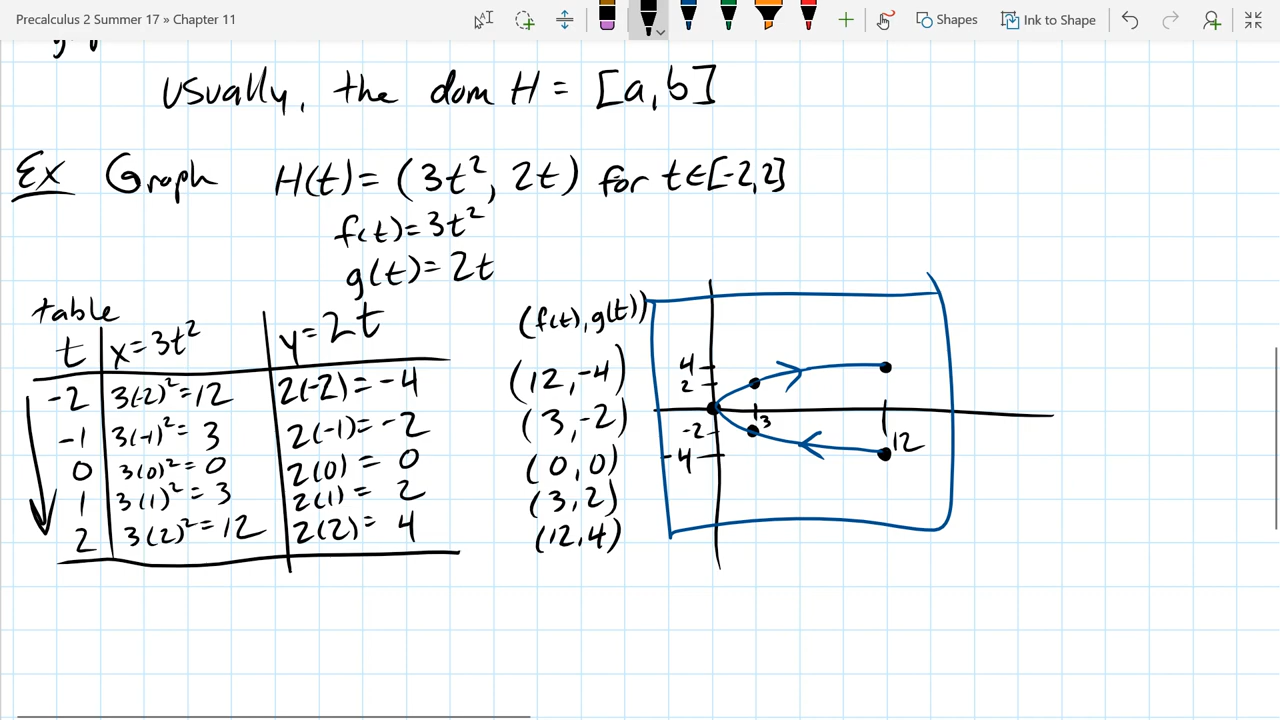 Precalculus 2 Summer 17 » Chapter 11
Shapes
Ink to Shape
usually, the dom H = [a,b]
Ex Graph H(t) = (3t², 2t) for t∈[-2,2]
f(t)=3t²
g(t)=2t
table
t x=3t² y=2t (f(t),g(t))
-2 3(-2)²=12 2(-2)=-4 (12,-4)
-1 3(-1)²=3 2(-1)=-2 (3,-2)
0 3(0)²=0 2(0)=0 (0,0)
1 3(1)²=3 2(1)=2 (3,2)
2 3(2)²=12 2(2)=4 (12,4)
4
2
3
-2
12
-4